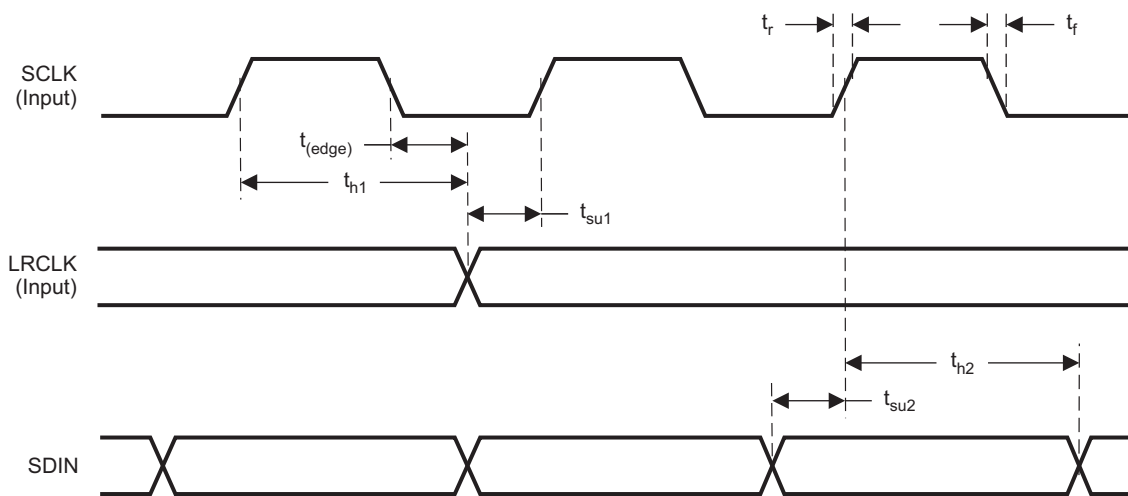 t_r
t_f
SCLK
(Input)
t_(edge)
t_h1
t_su1
LRCLK
(Input)
t_h2
t_su2
SDIN